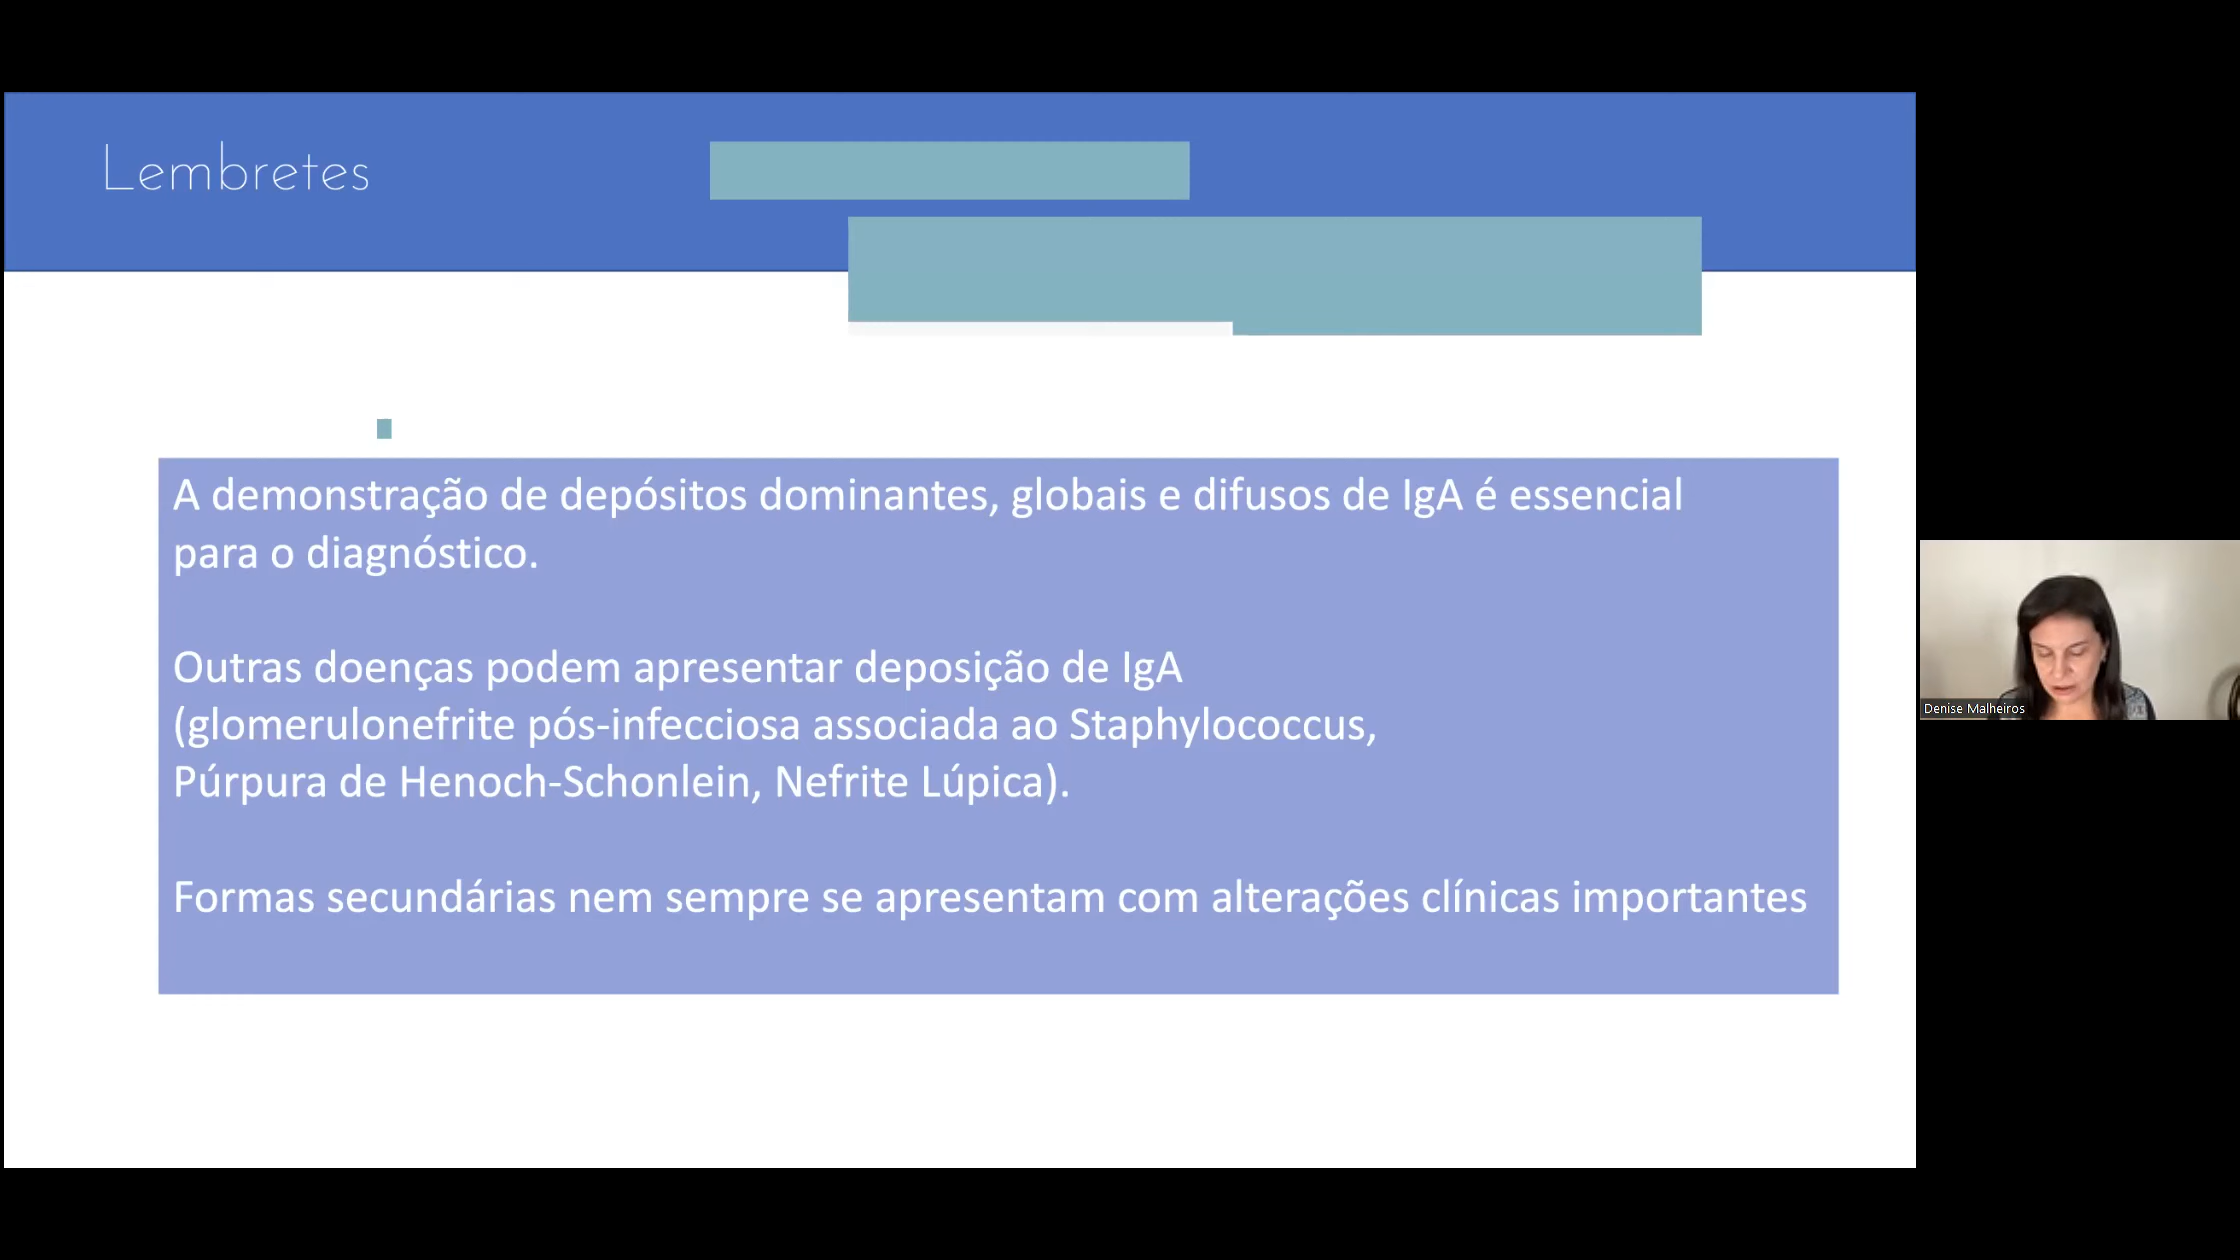 Lembretes
A demonstração de depósitos dominantes, globais e difusos de IgA é essencial
para o diagnóstico.
Outras doenças podem apresentar deposição de IgA
(glomerulonefrite pós-infecciosa associada ao Staphylococcus,
Púrpura de Henoch-Schonlein, Nefrite Lúpica).
Formas secundárias nem sempre se apresentam com alterações clínicas importantes
Denise Malheiros